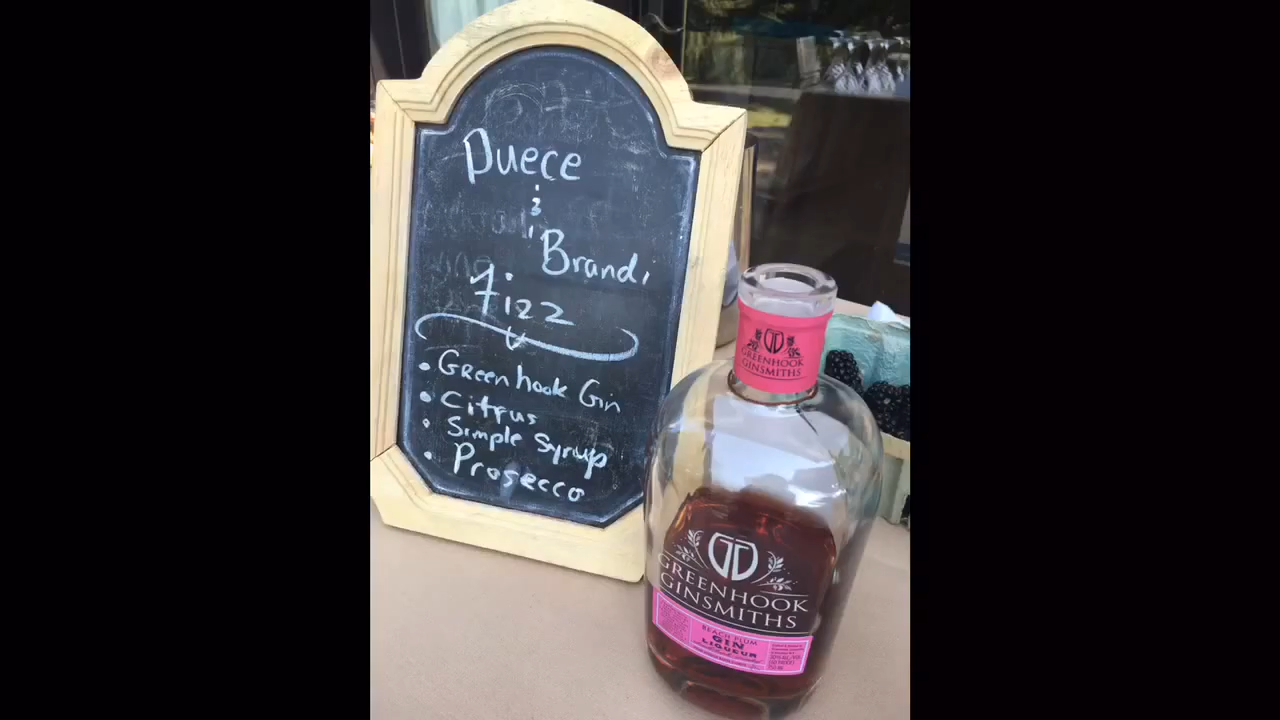 Duece
&
Brandi
Fizz
• Greenhook Gin
• Citrus
• Simple Syrup
• Prosecco
GREENHOOK
GINSMITHS
GREENHOOK
GINSMITHS
BEACH PLUM
GIN
LIQUEUR